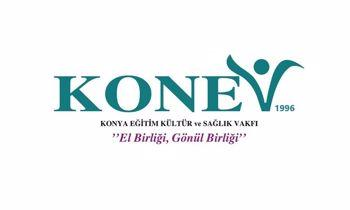 KONEV
1996
KONYA EĞİTİM KÜLTÜR ve SAĞLIK VAKFI
’’El Birliği, Gönül Birliği’’